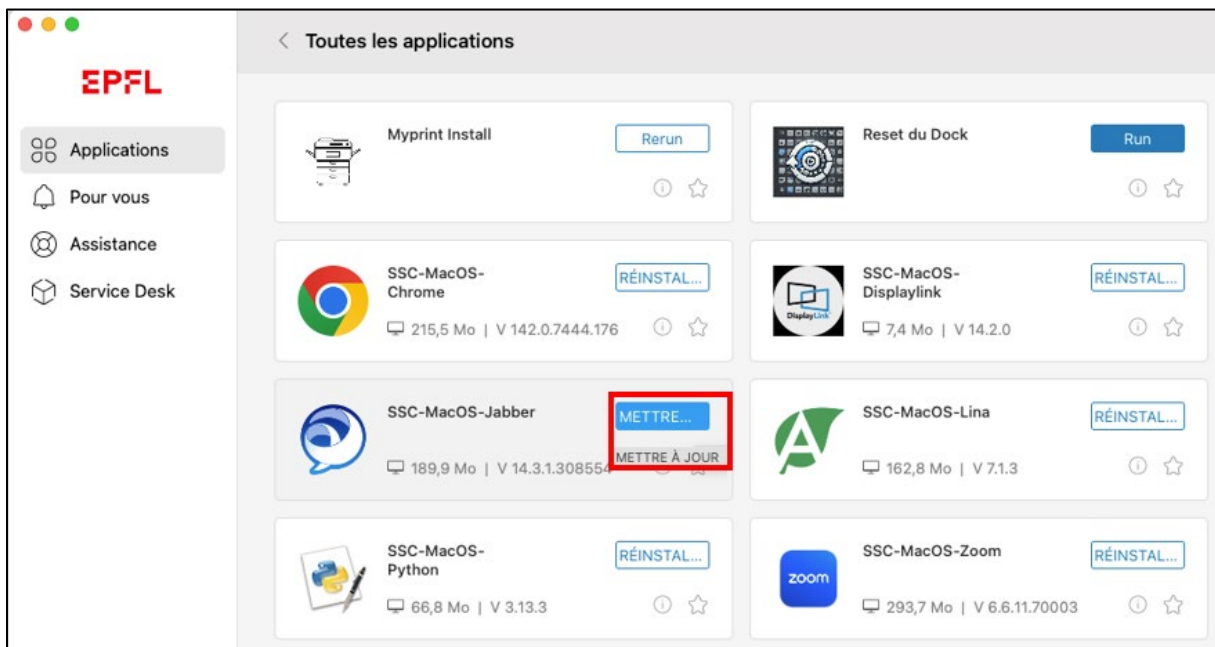 Toutes les applications
EPFL
Applications
Pour vous
Assistance
Service Desk
Myprint Install
Rerun
Reset du Dock
Run
SSC-MacOS-
Chrome
RÉINSTAL...
215,5 Mo | V 142.0.7444.176
SSC-MacOS-
Displaylink
RÉINSTAL...
DisplayLink
7,4 Mo | V 14.2.0
SSC-MacOS-Jabber
METTRE...
METTRE À JOUR
189,9 Mo | V 14.3.1.308554
SSC-MacOS-Lina
RÉINSTAL...
162,8 Mo | V 7.1.3
SSC-MacOS-
Python
RÉINSTAL...
66,8 Mo | V 3.13.3
SSC-MacOS-Zoom
RÉINSTAL...
zoom
293,7 Mo | V 6.6.11.70003